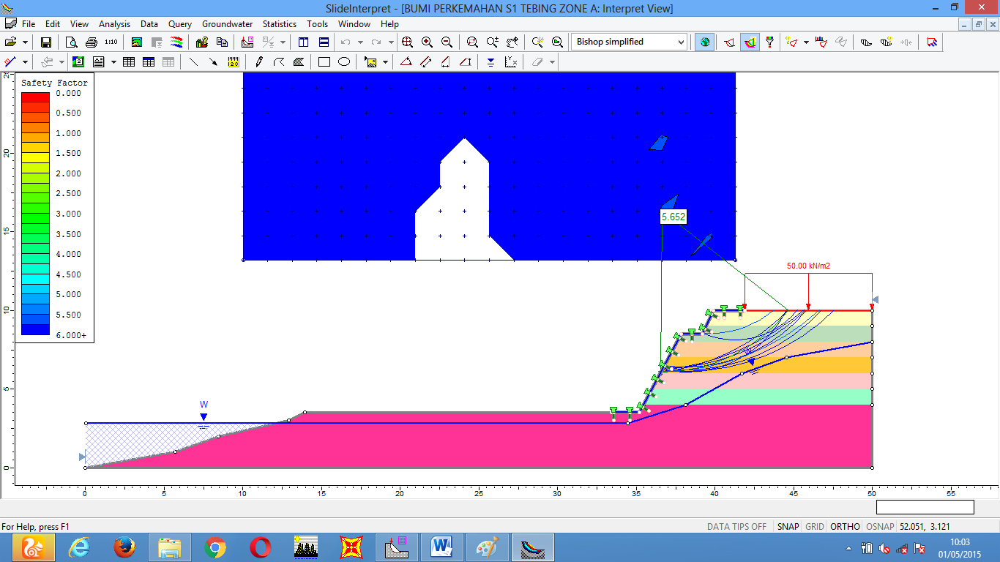 SlideInterpret - [BUMI PERKEMAHAN S1 TEBING ZONE A: Interpret View]
File Edit View Analysis Data Query Groundwater Statistics Tools Window Help
1:10 Bishop simplified
2 123
Safety Factor
0.000
0.500
1.000
1.500
2.000
2.500
3.000
3.500
4.000
4.500
5.000
5.500
6.000+
20
15
10
5
0
5.652
50.00 kN/m2
W
W
0 5 10 15 20 25 30 35 40 45 50 55
For Help, press F1 DATA TIPS OFF SNAP GRID ORTHO OSNAP 52.051, 3.121
10:03
01/05/2015